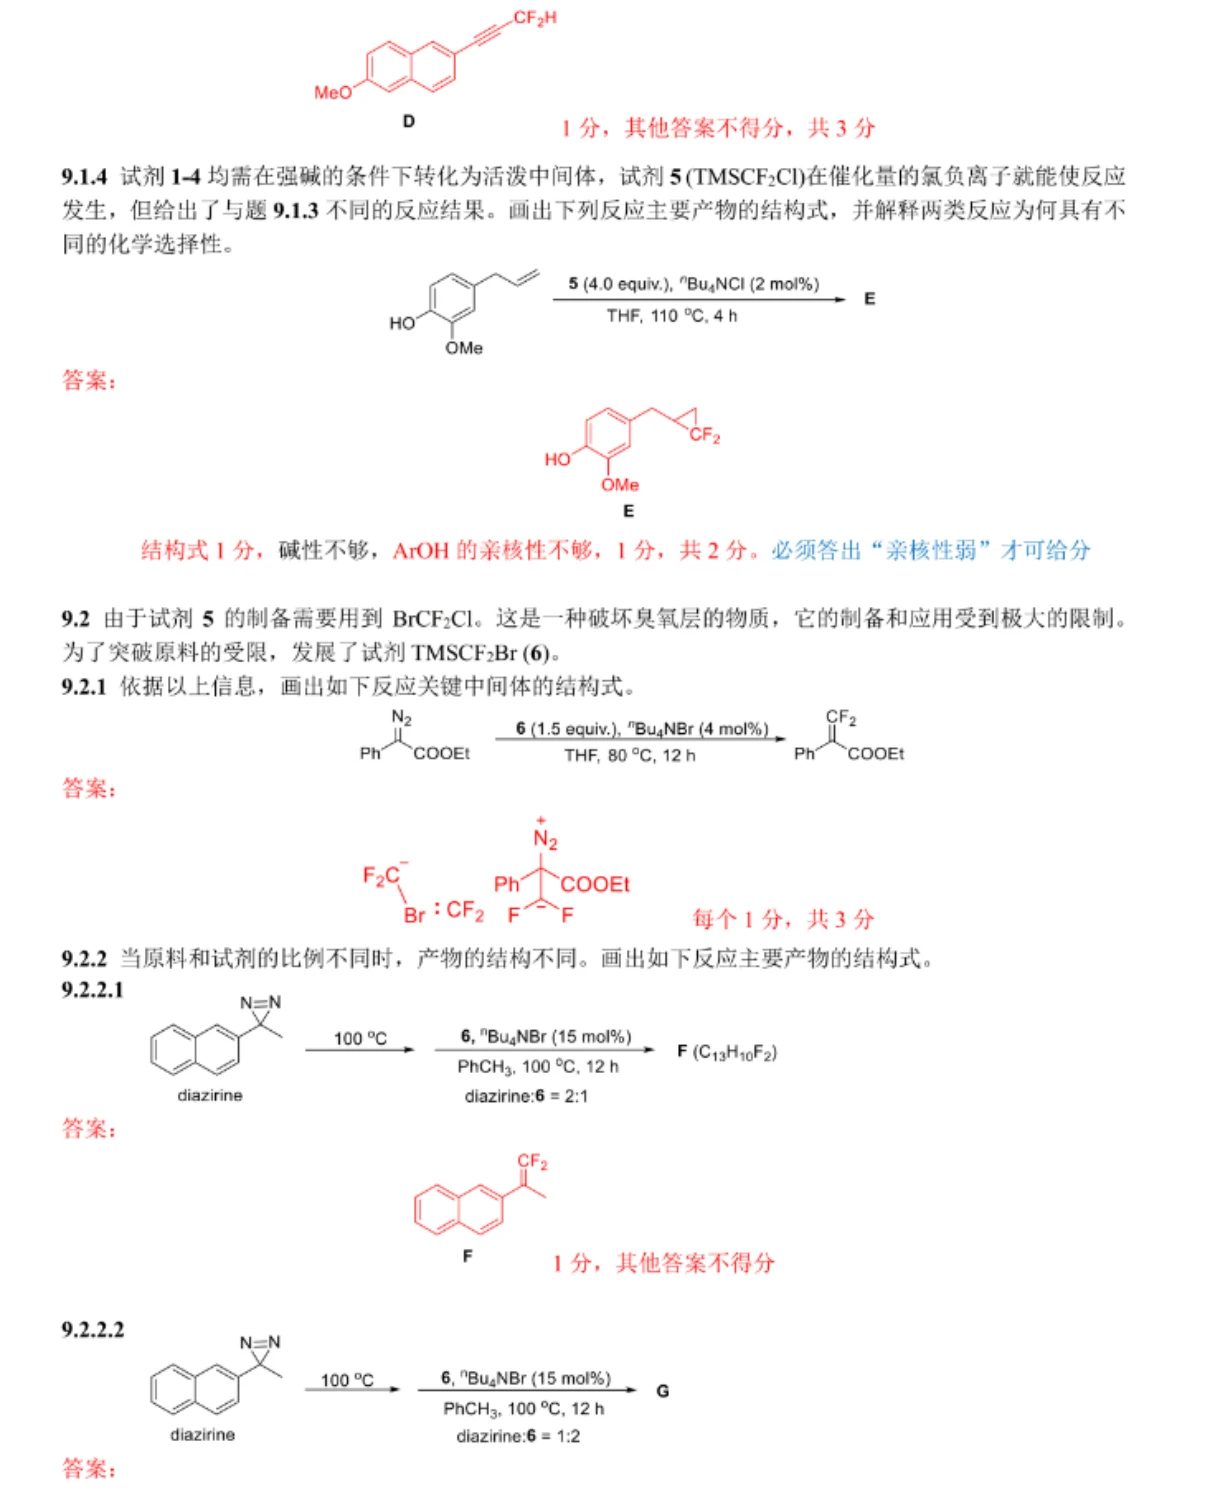 CF₂H
MeO
D
1 分，其他答案不得分，共 3 分
9.1.4 试剂 1-4 均需在强碱的条件下转化为活泼中间体，试剂 5 (TMSCF₂Cl)在催化量的氯负离子就能使反应
发生，但给出了与题 9.1.3 不同的反应结果。画出下列反应主要产物的结构式，并解释两类反应为何具有不
同的化学选择性。
HO
OMe
5 (4.0 equiv.), ⁿBu₄NCl (2 mol%)
THF, 110 °C, 4 h
E
答案：
CF₂
HO
OMe
E
结构式 1 分，碱性不够，ArOH 的亲核性不够，1 分，共 2 分。必须答出“亲核性弱”才可给分
9.2 由于试剂 5 的制备需要用到 BrCF₂Cl。这是一种破坏臭氧层的物质，它的制备和应用受到极大的限制。
为了突破原料的受限，发展了试剂 TMSCF₂Br (6)。
9.2.1 依据以上信息，画出如下反应关键中间体的结构式。
N₂
Ph
COOEt
6 (1.5 equiv.), ⁿBu₄NBr (4 mol%)
THF, 80 °C, 12 h
CF₂
Ph
COOEt
答案：
F₂C⁻
Br
:CF₂
+
N₂
Ph
COOEt
F
−
F
每个 1 分，共 3 分
9.2.2 当原料和试剂的比例不同时，产物的结构不同。画出如下反应主要产物的结构式。
9.2.2.1
N=N
diazirine
100 °C
6, ⁿBu₄NBr (15 mol%)
PhCH₃, 100 °C, 12 h
diazirine:6 = 2:1
F (C₁₃H₁₀F₂)
答案：
CF₂
F
1 分，其他答案不得分
9.2.2.2
N=N
diazirine
100 °C
6, ⁿBu₄NBr (15 mol%)
PhCH₃, 100 °C, 12 h
diazirine:6 = 1:2
G
答案：